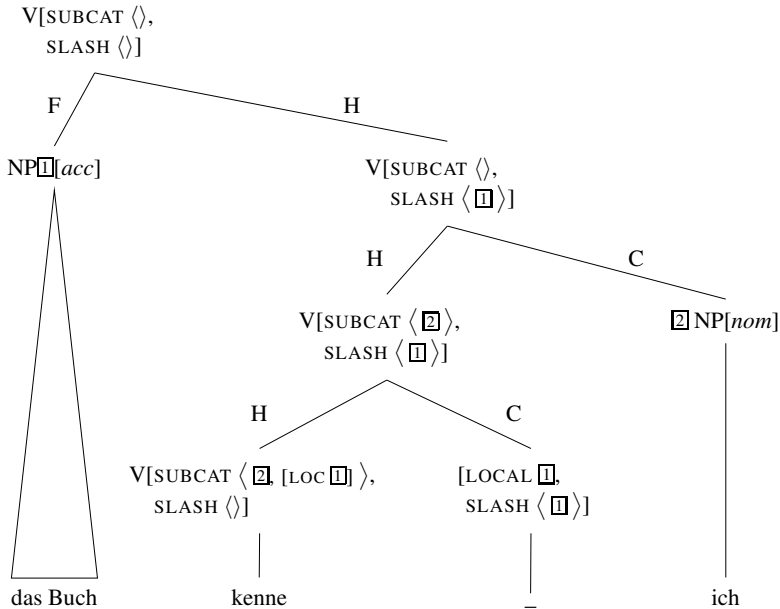 V[SUBCAT ⟨⟩,
SLASH ⟨⟩]
F H
NP1[acc] V[SUBCAT ⟨⟩,
SLASH ⟨1⟩]
H C
V[SUBCAT ⟨2⟩, 2 NP[nom]
SLASH ⟨1⟩]
H C
V[SUBCAT ⟨2, [LOC 1]⟩, [LOCAL 1,
SLASH ⟨⟩] SLASH ⟨1⟩]
das Buch kenne _ ich